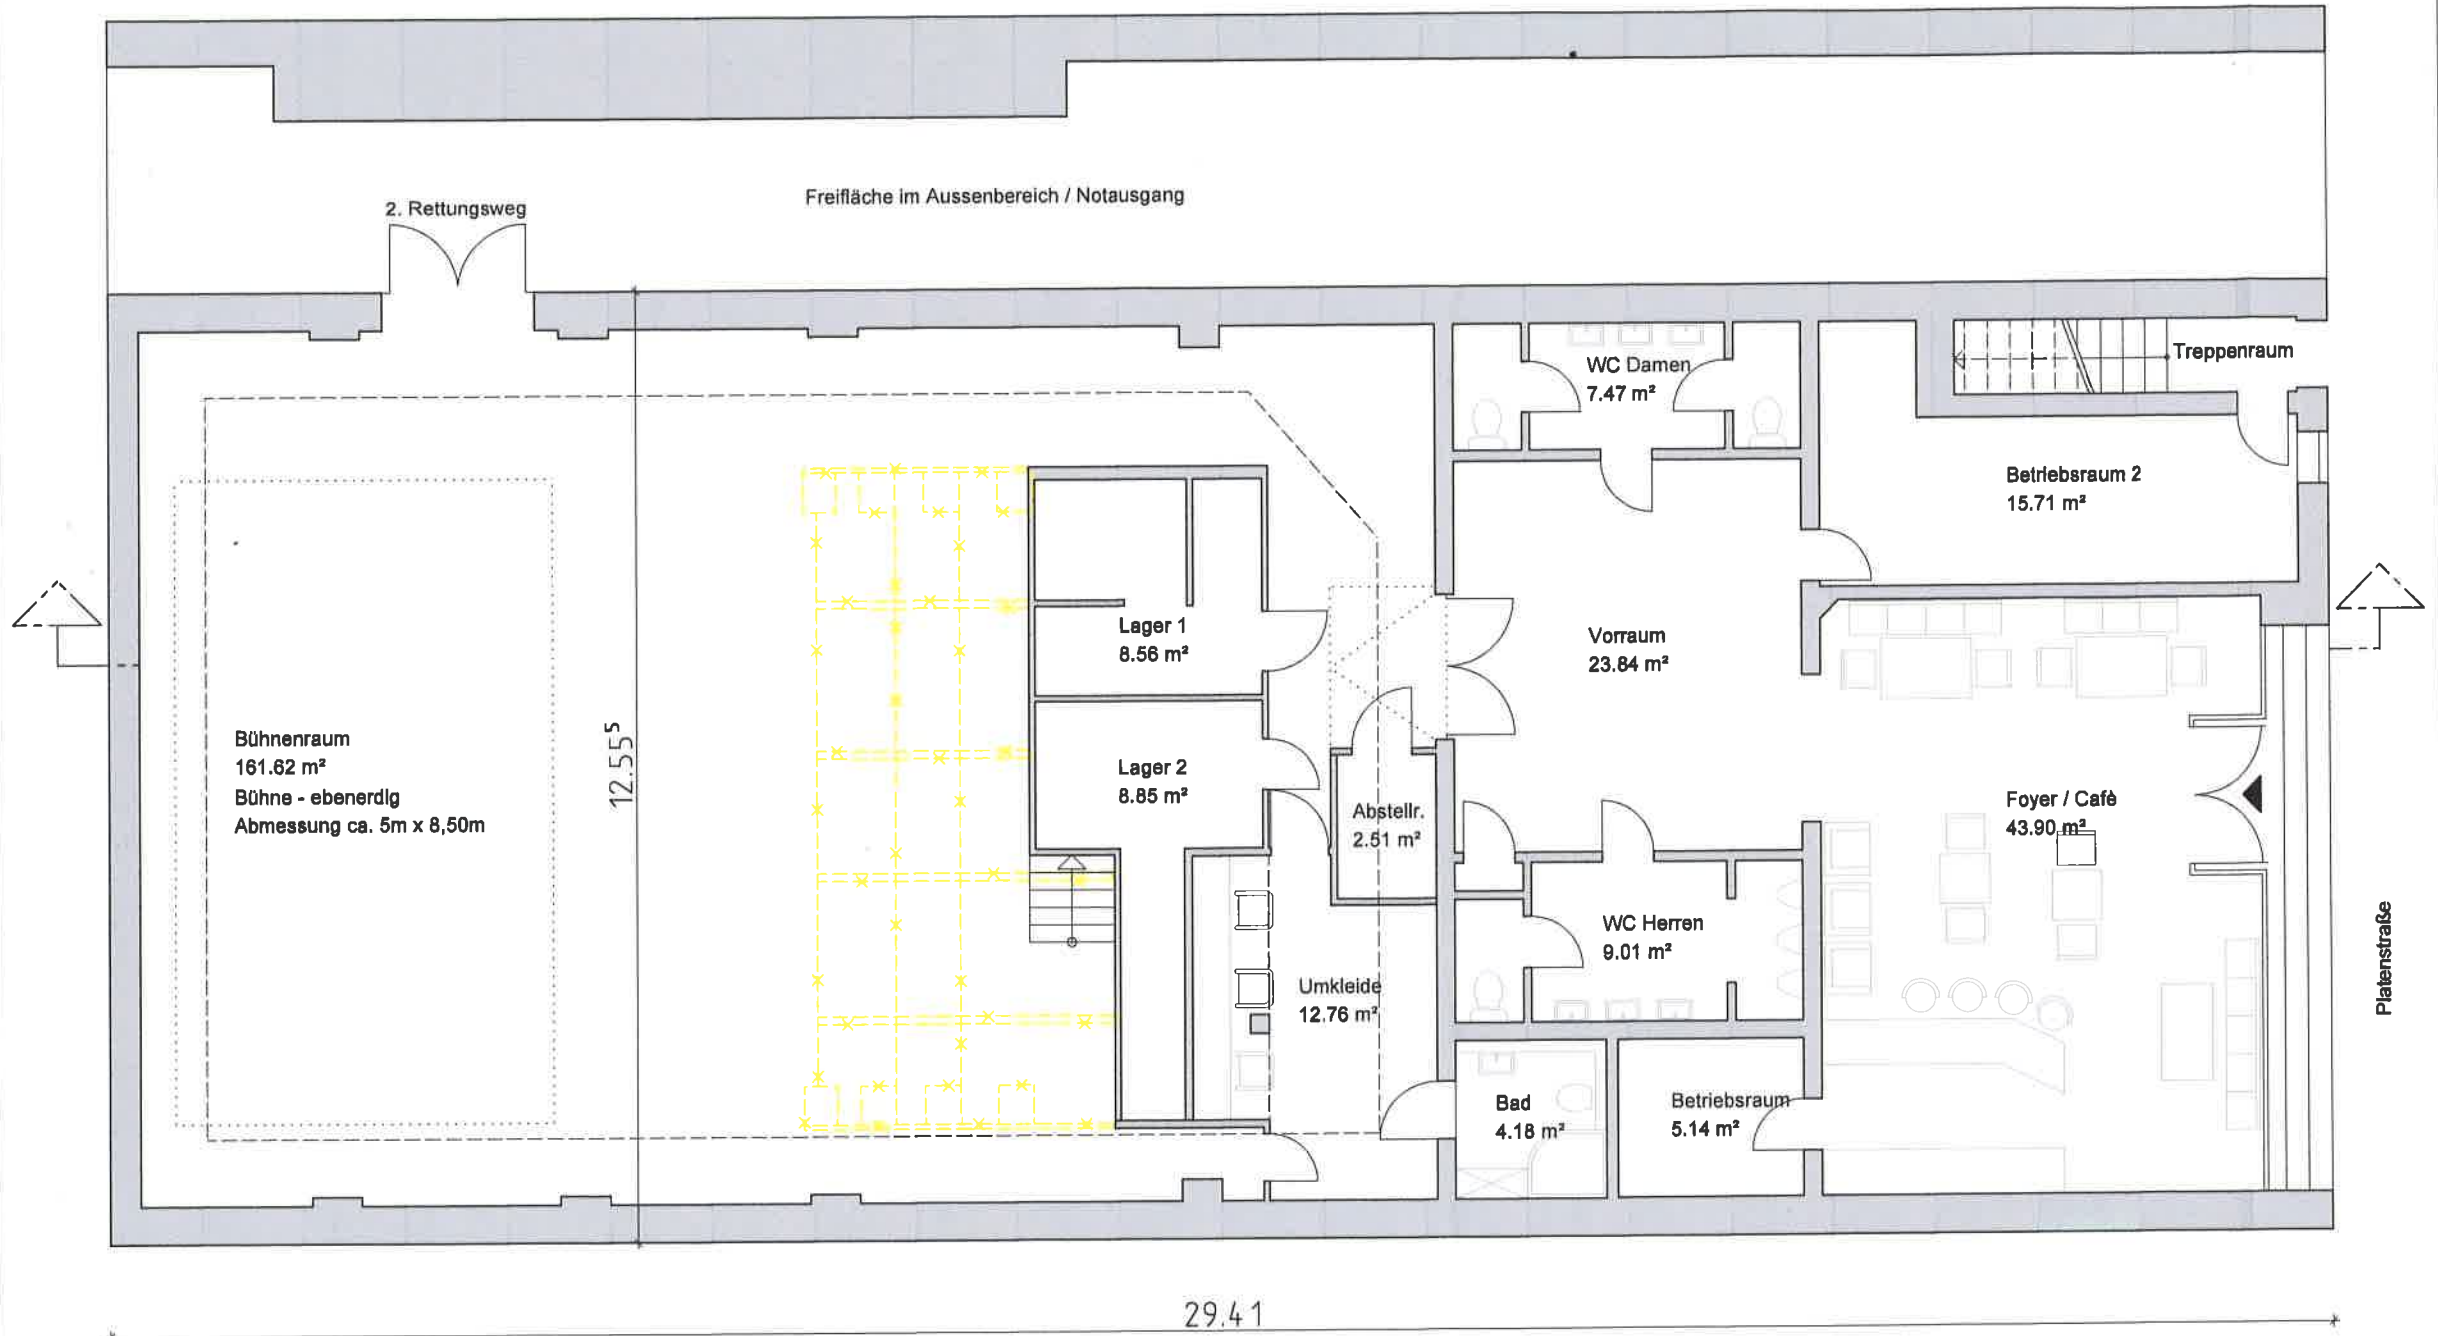 2. Rettungsweg
Freifläche im Aussenbereich / Notausgang
WC Damen
7.47 m²
Treppenraum
Betriebsraum 2
15.71 m²
Lager 1
8.56 m²
Vorraum
23.84 m²
Bühnenraum
161.62 m²
Bühne - ebenerdig
Abmessung ca. 5m x 8,50m
12.55⁵
Lager 2
8.85 m²
Abstellr.
2.51 m²
Foyer / Cafè
43.90 m²
WC Herren
9.01 m²
Umkleide
12.76 m²
Platenstraße
Bad
4.18 m²
Betriebsraum
5.14 m²
29.41